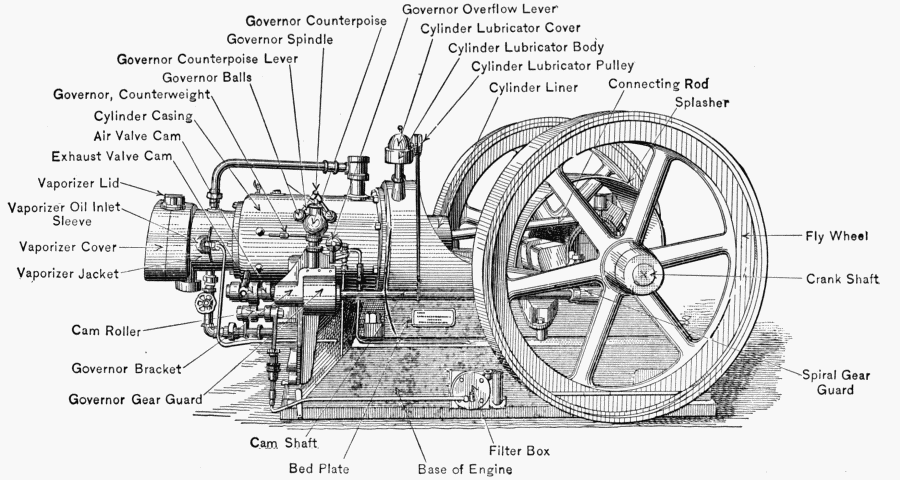 Governor Counterpoise
Governor Overflow Lever
Governor Spindle
Cylinder Lubricator Cover
Governor Counterpoise Lever
Cylinder Lubricator Body
Governor Balls
Cylinder Lubricator Pulley
Governor, Counterweight
Cylinder Liner
Connecting Rod
Splasher
Cylinder Casing
Air Valve Cam
Exhaust Valve Cam
Vaporizer Lid
Vaporizer Oil Inlet
Sleeve
Vaporizer Cover
Vaporizer Jacket
Fly Wheel
Crank Shaft
Cam Roller
Governor Bracket
Governor Gear Guard
Spiral Gear
Guard
Cam Shaft
Bed Plate
Base of Engine
Filter Box